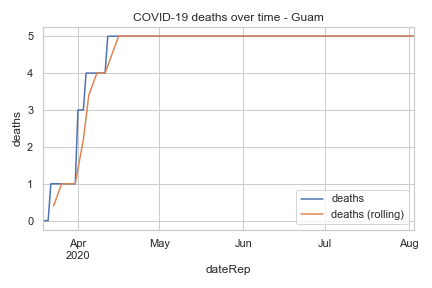 COVID-19 deaths over time - Guam
deaths
5
4
3
2
1
0
deaths
deaths (rolling)
Apr
2020
May
Jun
Jul
Aug
dateRep